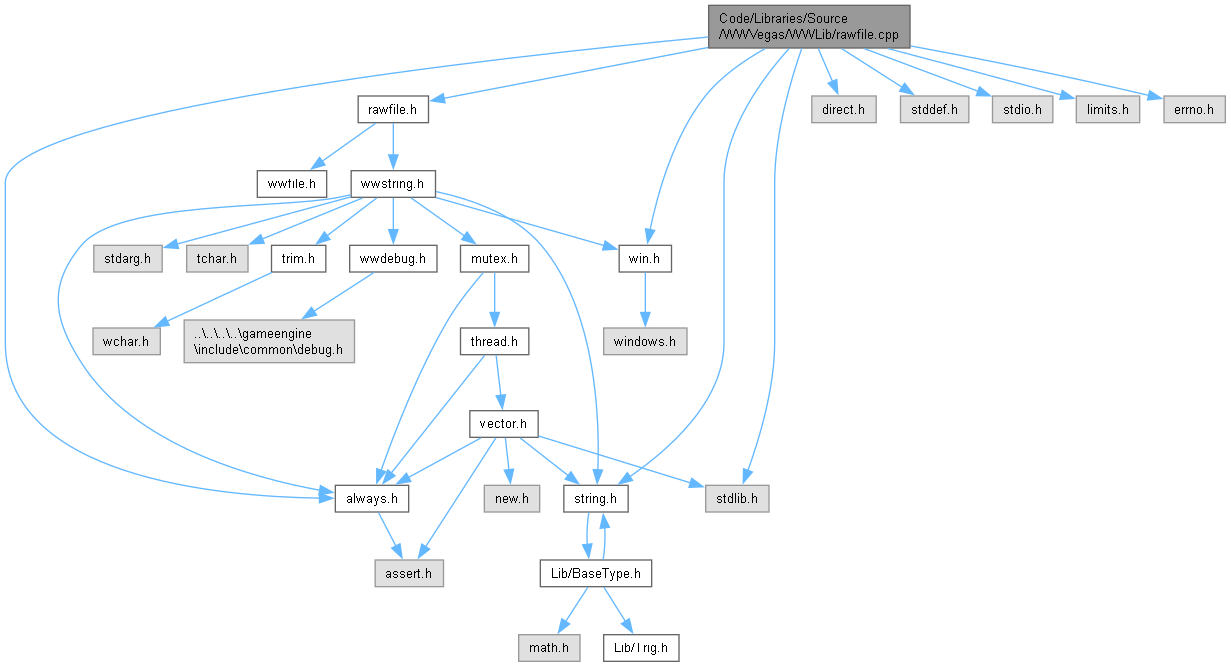 Code/Libraries/Source
/WWVegas/WWLib/rawfile.cpp
rawfile.h
direct.h
stddef.h
stdio.h
limits.h
errno.h
wwfile.h
wwstring.h
stdarg.h
tchar.h
trim.h
wwdebug.h
mutex.h
win.h
wchar.h
..\..\..\..\gameengine
\include\common\debug.h
thread.h
windows.h
vector.h
always.h
new.h
string.h
stdlib.h
assert.h
Lib/BaseType.h
math.h
Lib/Trig.h